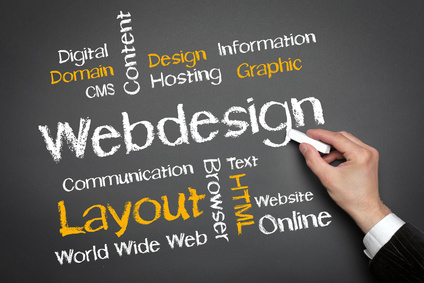 Digital
Content
Design
Information
Domain
Hosting
Graphic
CMS
Webdesign
Communication
Browser
Text
HTML
Layout
Website
Online
World Wide Web